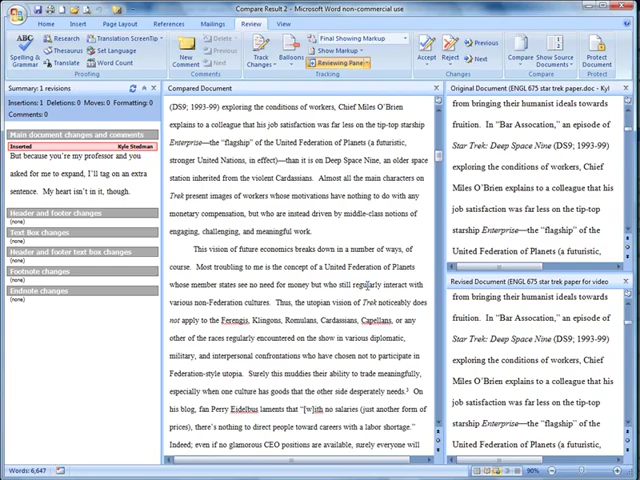 Compare Result 2 - Microsoft Word non-commercial use
Home Insert Page Layout References Mailings Review View
Spelling & Grammar
Research
Thesaurus
Translate
Translation ScreenTip
Set Language
Word Count
Proofing
New Comment
Delete
Previous
Next
Comments
Track Changes
Balloons
Final Showing Markup
Show Markup
Reviewing Pane
Tracking
Accept
Reject
Previous
Next
Changes
Compare
Show Source Documents
Compare
Protect Document
Protect
Summary: 1 revisions
Insertions: 1 Deletions: 0 Moves: 0 Formatting: 0
Comments: 0
Main document changes and comments
Inserted Kyle Stedman
But because you're my professor and you
asked for me to expand, I'll tag on an extra
sentence. My heart isn't in it, though.
Header and footer changes
(none)
Text Box changes
(none)
Header and footer text box changes
(none)
Footnote changes
(none)
Endnote changes
(none)
Compared Document
(DS9; 1993-99) exploring the conditions of workers, Chief Miles O'Brien
explains to a colleague that his job satisfaction was far less on the tip-top starship
Enterprise—the "flagship" of the United Federation of Planets (a futuristic,
stronger United Nations, in effect)—than it is on Deep Space Nine, an older space
station inherited from the violent Cardassians. Almost all the main characters on
Trek present images of workers whose motivations have nothing to do with any
monetary compensation, but who are instead driven by middle-class notions of
engaging, challenging, and meaningful work.
This vision of future economics breaks down in a number of ways, of
course. Most troubling to me is the concept of a United Federation of Planets
whose member states see no need for money but who still regularly interact with
various non-Federation cultures. Thus, the utopian vision of Trek noticeably does
not apply to the Ferengis, Klingons, Romulans, Cardassians, Capellans, or any
other of the races regularly encountered on the show in various diplomatic,
military, and interpersonal confrontations who have chosen not to participate in
Federation-style utopia. Surely this muddies their ability to trade meaningfully,
especially when one culture has goods that the other side desperately needs.³ On
his blog, fan Perry Eidelbus laments that "[w]ith no salaries (just another form of
prices), there's nothing to direct people toward careers with a labor shortage."
Indeed; even if no glamorous CEO positions are available, surely everyone will
Original Document (ENGL 675 star trek paper.doc - Kyl
from bringing their humanist ideals towards
fruition. In "Bar Association," an episode of
Star Trek: Deep Space Nine (DS9; 1993-99)
exploring the conditions of workers, Chief
Miles O'Brien explains to a colleague that his
job satisfaction was far less on the tip-top
starship Enterprise—the "flagship" of the
United Federation of Planets (a futuristic,
Revised Document (ENGL 675 star trek paper for video
from bringing their humanist ideals towards
fruition. In "Bar Association," an episode of
Star Trek: Deep Space Nine (DS9; 1993-99)
exploring the conditions of workers, Chief
Miles O'Brien explains to a colleague that his
job satisfaction was far less on the tip-top
starship Enterprise—the "flagship" of the
United Federation of Planets (a futuristic,
Words: 6,647
90%